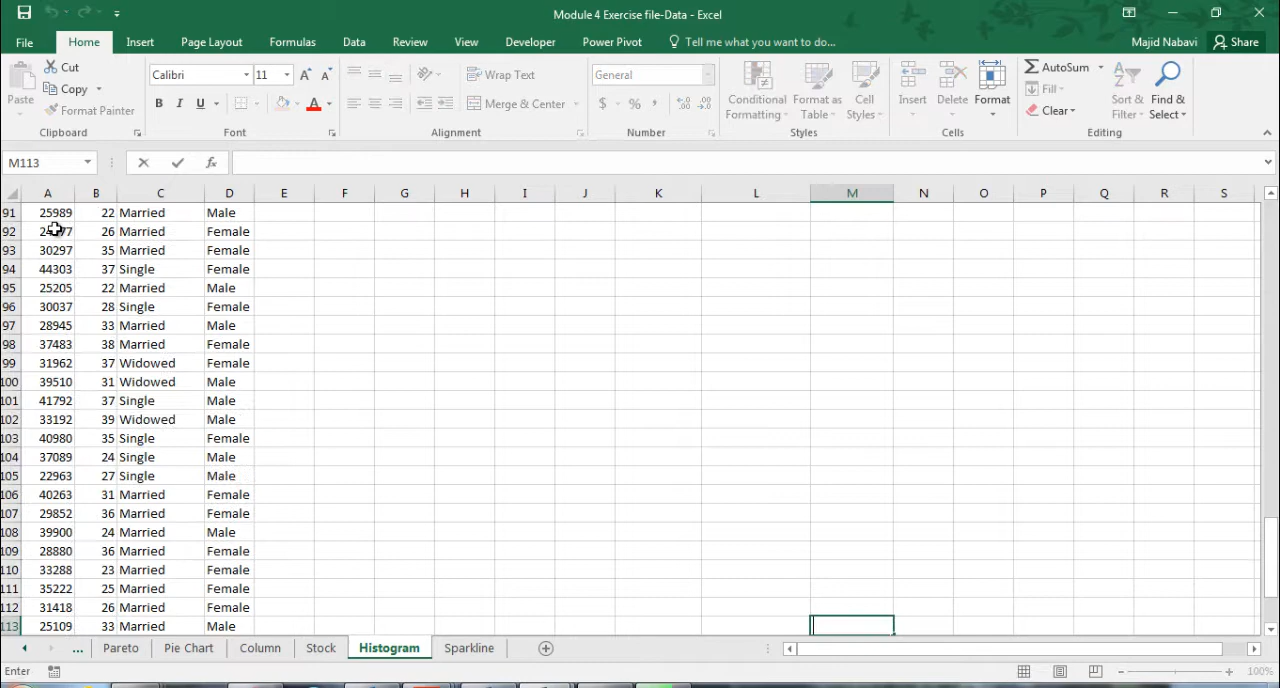 Module 4 Exercise file-Data - Excel
File Home Insert Page Layout Formulas Data Review View Developer Power Pivot Tell me what you want to do... Majid Nabavi Share
Paste Cut Copy Format Painter Clipboard
Calibri 11 B I U A Font
Wrap Text Merge & Center Alignment
General $ % , Number
Conditional Formatting Format as Table Cell Styles Styles
Insert Delete Format Cells
AutoSum Fill Clear Sort & Filter Find & Select Editing
M113 fx
A B C D E F G H I J K L M N O P Q R S
91 25989 22 Married Male
92 26 Married Female
93 30297 35 Married Female
94 44303 37 Single Female
95 25205 22 Married Male
96 30037 28 Single Female
97 28945 33 Married Male
98 37483 38 Married Female
99 31962 37 Widowed Female
100 39510 31 Widowed Male
101 41792 37 Single Male
102 33192 39 Widowed Male
103 40980 35 Single Female
104 37089 24 Single Male
105 22963 27 Single Male
106 40263 31 Married Female
107 29852 36 Married Female
108 39900 24 Married Male
109 28880 36 Married Female
110 33288 23 Married Female
111 35222 25 Married Female
112 31418 26 Married Female
113 25109 33 Married Male
... Pareto Pie Chart Column Stock Histogram Sparkline
Enter 100%